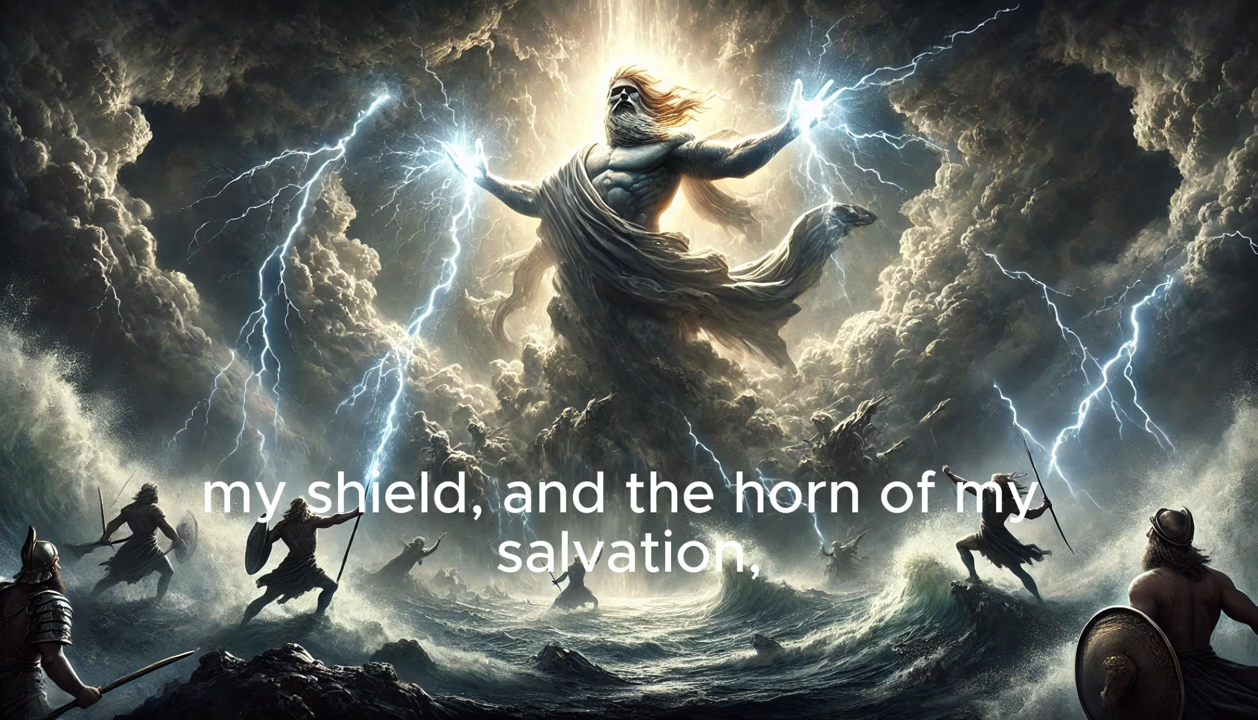 my shield, and the horn of my
salvation,